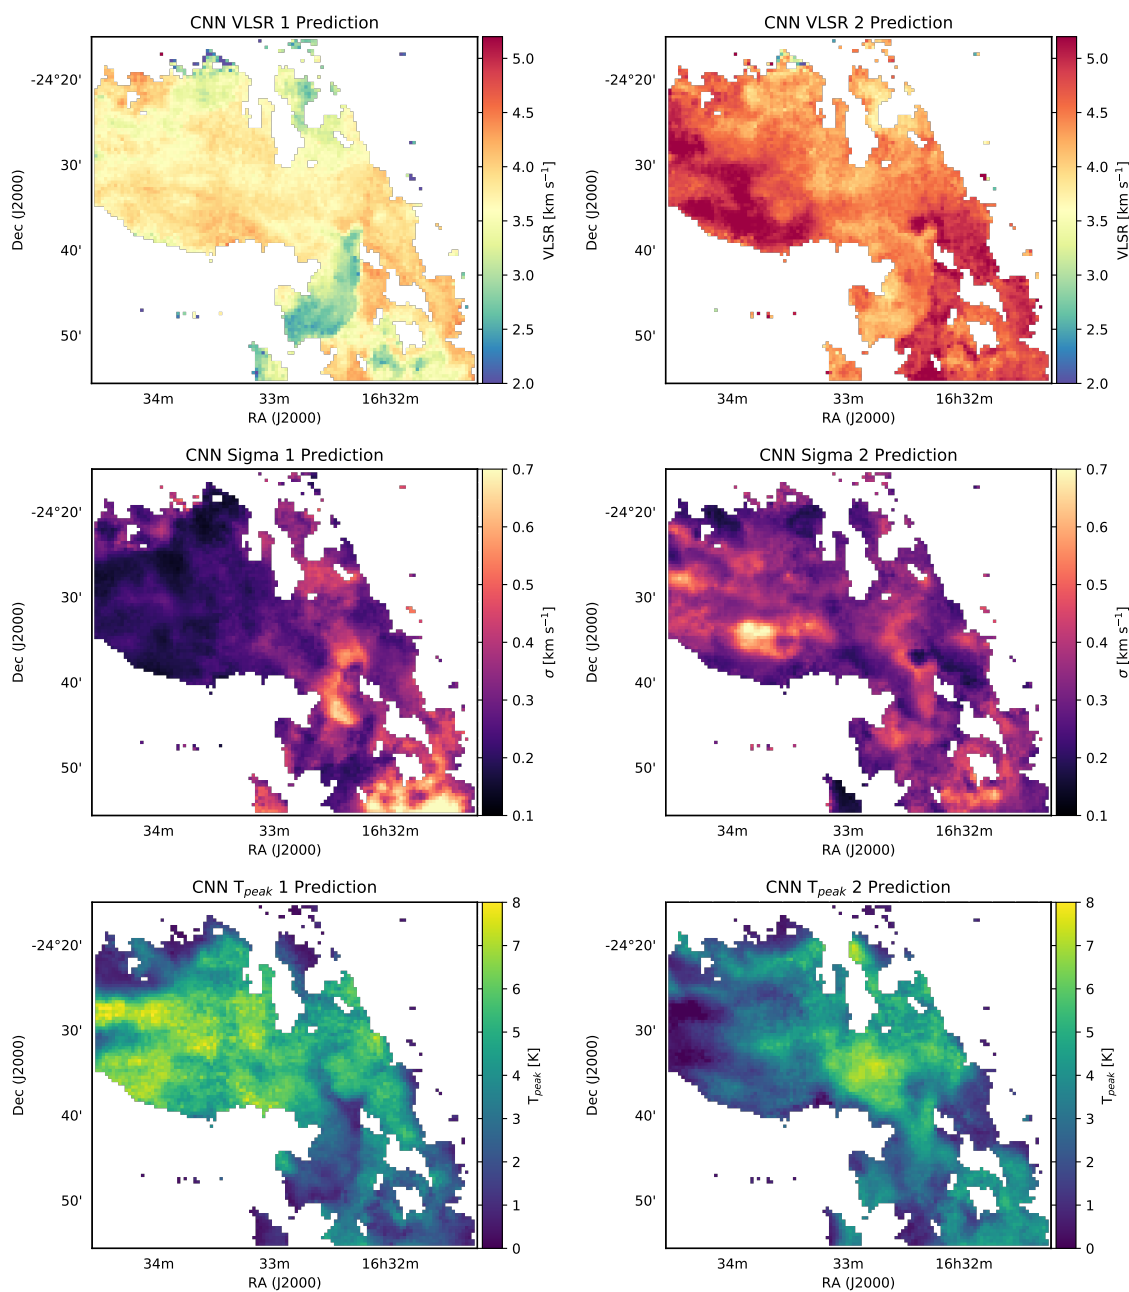 CNN VLSR 1 Prediction
CNN VLSR 2 Prediction
-24°20'
30'
40'
50'
Dec (J2000)
34m
33m
16h32m
RA (J2000)
5.0
4.5
4.0
3.5
3.0
2.5
2.0
VLSR [km s⁻¹]
-24°20'
30'
40'
50'
Dec (J2000)
34m
33m
16h32m
RA (J2000)
5.0
4.5
4.0
3.5
3.0
2.5
2.0
VLSR [km s⁻¹]
CNN Sigma 1 Prediction
CNN Sigma 2 Prediction
-24°20'
30'
40'
50'
Dec (J2000)
34m
33m
16h32m
RA (J2000)
0.7
0.6
0.5
0.4
0.3
0.2
0.1
σ [km s⁻¹]
-24°20'
30'
40'
50'
Dec (J2000)
34m
33m
16h32m
RA (J2000)
0.7
0.6
0.5
0.4
0.3
0.2
0.1
σ [km s⁻¹]
CNN Tpeak 1 Prediction
CNN Tpeak 2 Prediction
-24°20'
30'
40'
50'
Dec (J2000)
34m
33m
16h32m
RA (J2000)
8
7
6
5
4
3
2
1
0
Tpeak [K]
-24°20'
30'
40'
50'
Dec (J2000)
34m
33m
16h32m
RA (J2000)
8
7
6
5
4
3
2
1
0
Tpeak [K]